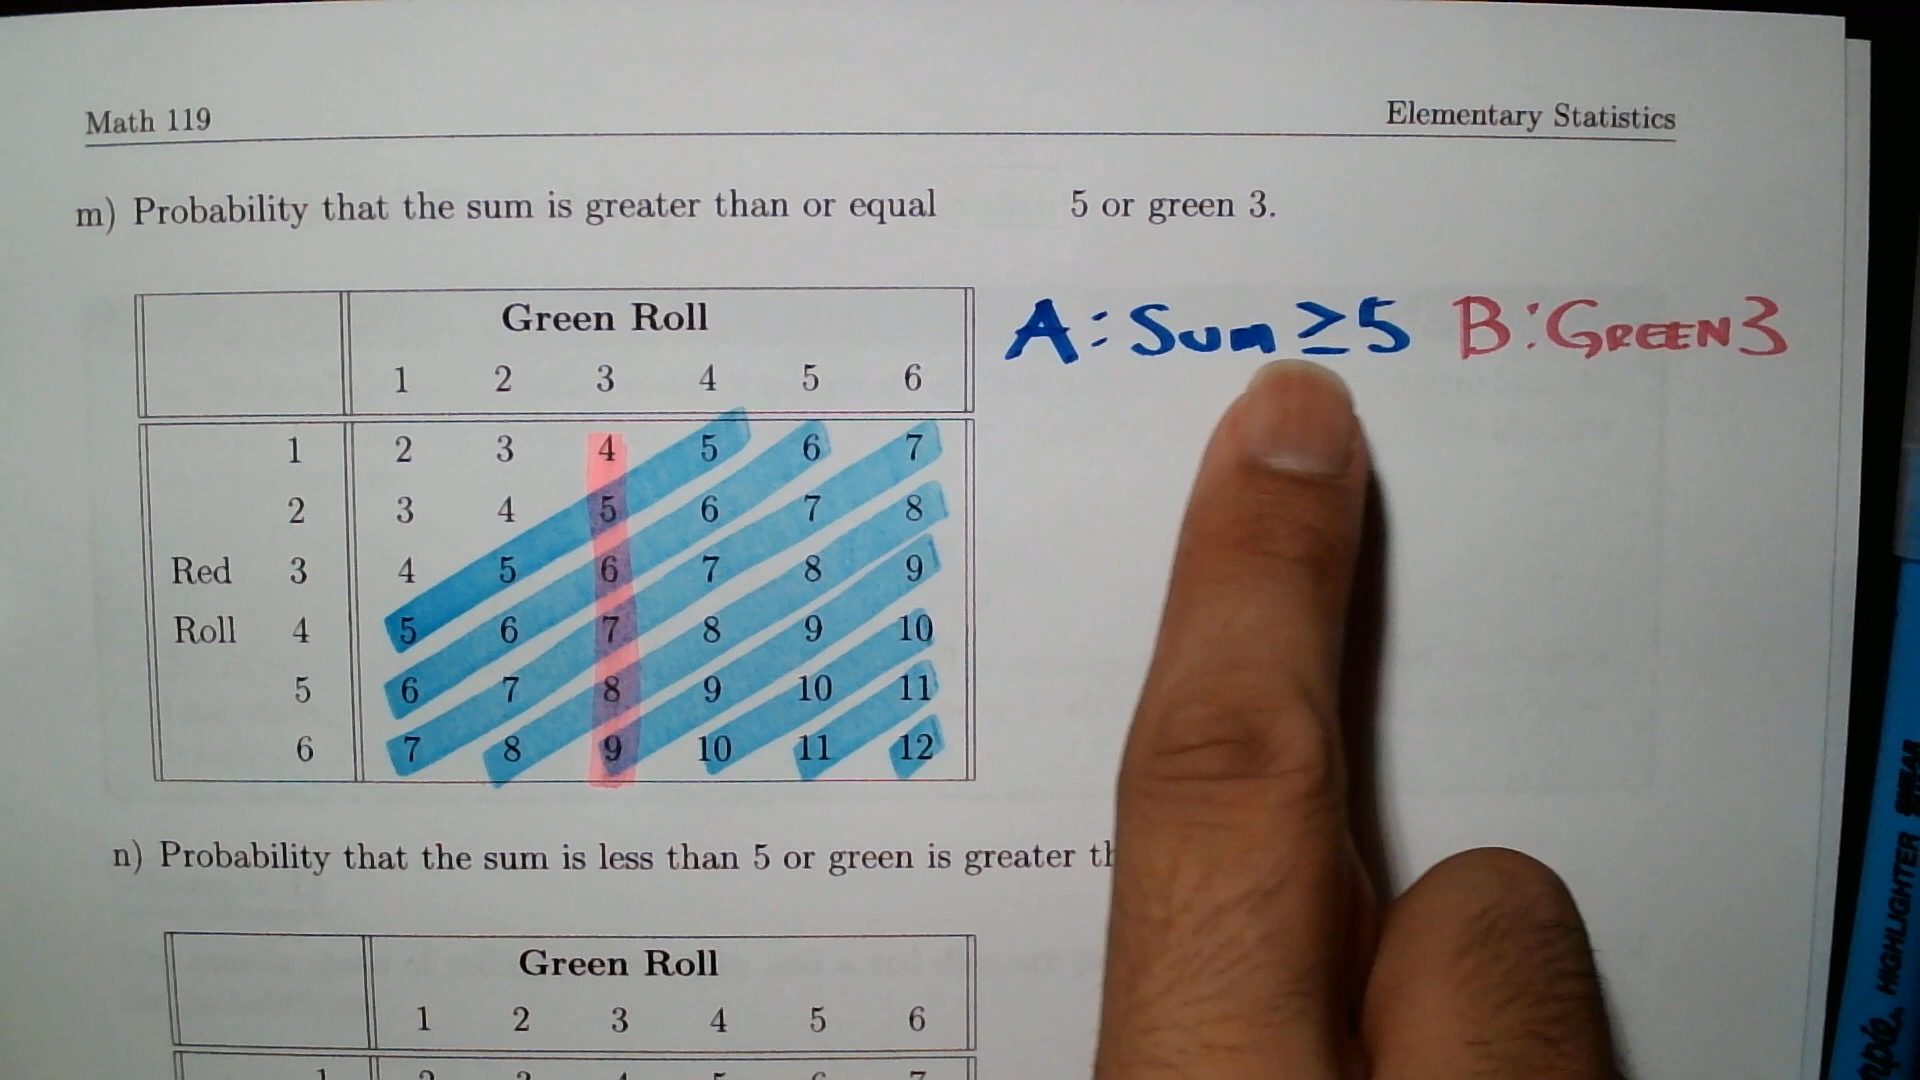 Math 119 Elementary Statistics
m) Probability that the sum is greater than or equal 5 or green 3.
A: Sum ≥5 B: GREEN 3
Green Roll
1 2 3 4 5 6
1 2 3 4 5 6 7
2 3 4 5 6 7 8
Red 3 4 5 6 7 8 9
Roll 4 5 6 7 8 9 10
5 6 7 8 9 10 11
6 7 8 9 10 11 12
n) Probability that the sum is less than 5 or green is greater
Green Roll
1 2 3 4 5 6
HIGHLIGHTER